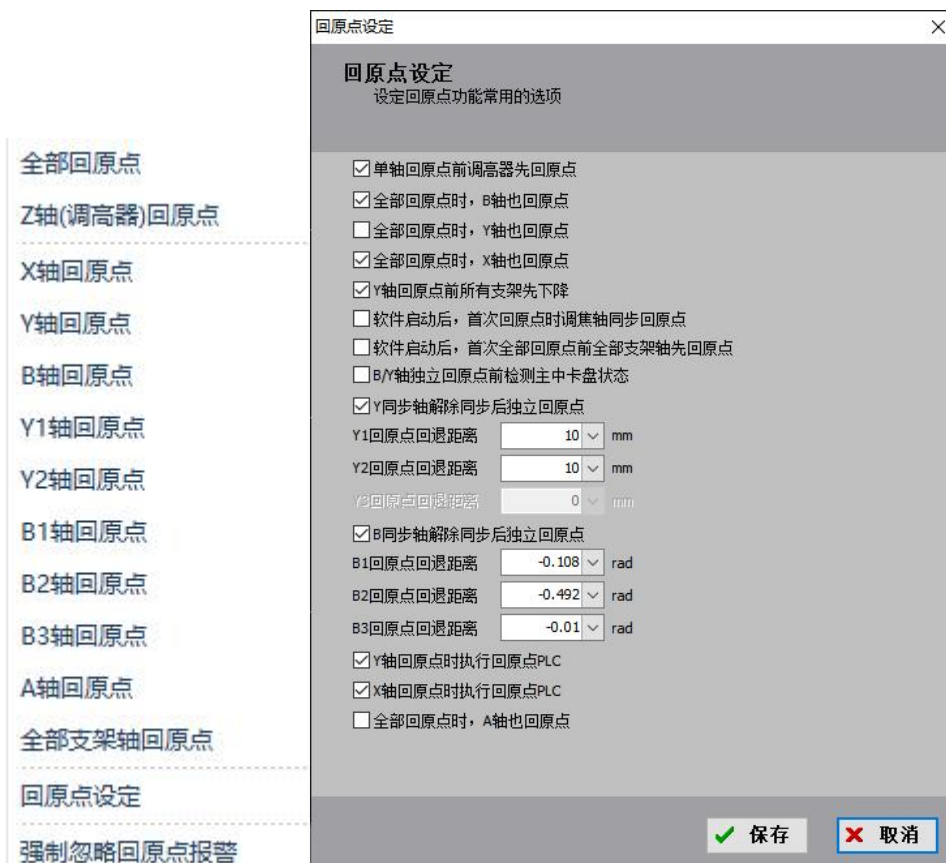 全部回原点
Z轴(调高器)回原点
X轴回原点
Y轴回原点
B轴回原点
Y1轴回原点
Y2轴回原点
B1轴回原点
B2轴回原点
B3轴回原点
A轴回原点
全部支架轴回原点
回原点设定
强制忽略回原点报警
回原点设定
回原点设定
设定回原点功能常用的选项
单轴回原点前调高器先回原点
全部回原点时，B轴也回原点
全部回原点时，Y轴也回原点
全部回原点时，X轴也回原点
Y轴回原点前所有支架先下降
软件启动后，首次回原点时调焦轴同步回原点
软件启动后，首次全部回原点前全部支架轴先回原点
B/Y轴独立回原点前检测主中卡盘状态
Y同步轴解除同步后独立回原点
Y1回原点回退距离 10 mm
Y2回原点回退距离 10 mm
Y3回原点回退距离 0 mm
B同步轴解除同步后独立回原点
B1回原点回退距离 -0.108 rad
B2回原点回退距离 -0.492 rad
B3回原点回退距离 -0.01 rad
Y轴回原点时执行回原点PLC
X轴回原点时执行回原点PLC
全部回原点时，A轴也回原点
保存 取消